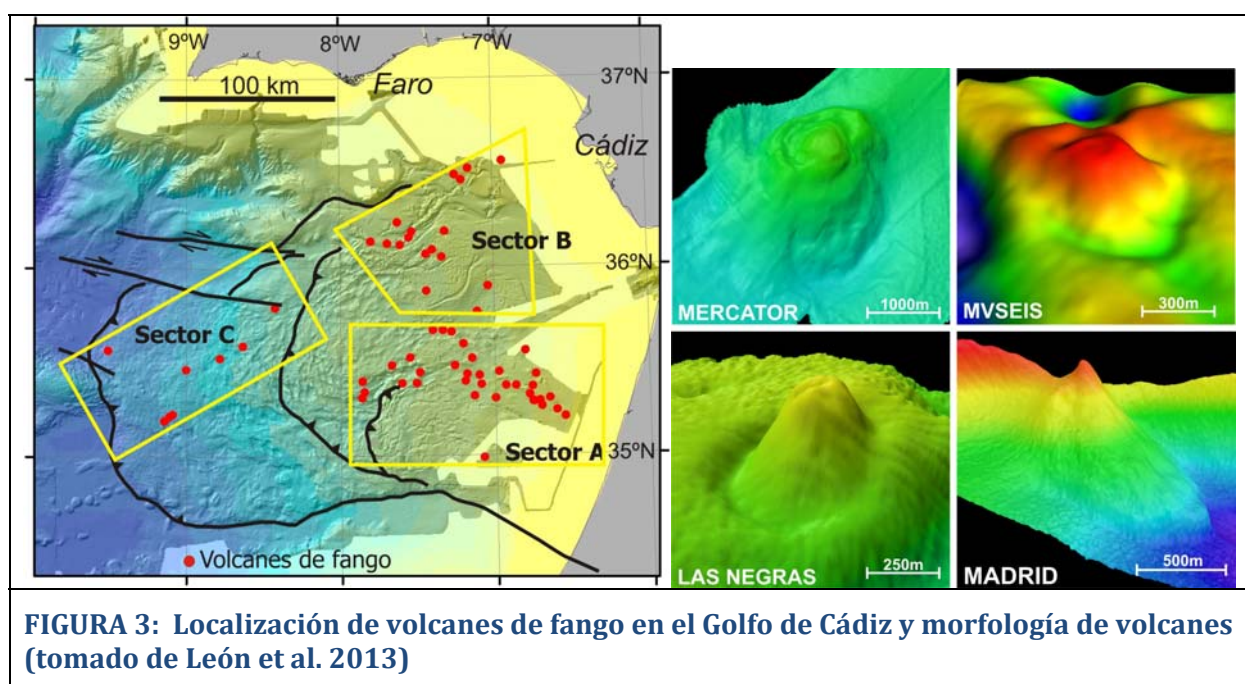 9ºW
8ºW
7ºW
100 km
Faro
37ºN
Cádiz
Sector B
36ºN
Sector C
Sector A
35ºN
Volcanes de fango
MERCATOR
1000m
MVSEIS
300m
LAS NEGRAS
250m
MADRID
500m
FIGURA 3: Localización de volcanes de fango en el Golfo de Cádiz y morfología de volcanes
(tomado de León et al. 2013)